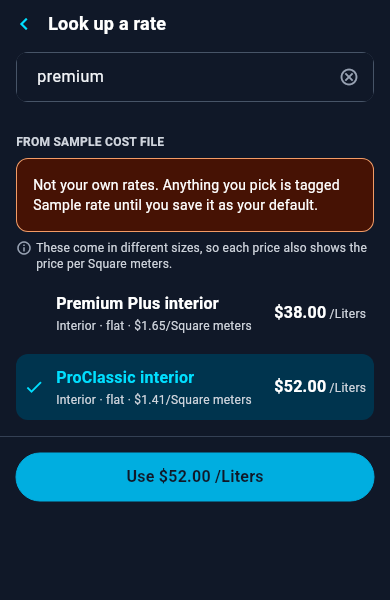 Look up a rate
premium
FROM SAMPLE COST FILE
Not your own rates. Anything you pick is tagged
Sample rate until you save it as your default.
These come in different sizes, so each price also shows the
price per Square meters.
Premium Plus interior
$38.00 /Liters
Interior · flat · $1.65/Square meters
ProClassic interior
$52.00 /Liters
Interior · flat · $1.41/Square meters
Use $52.00 /Liters